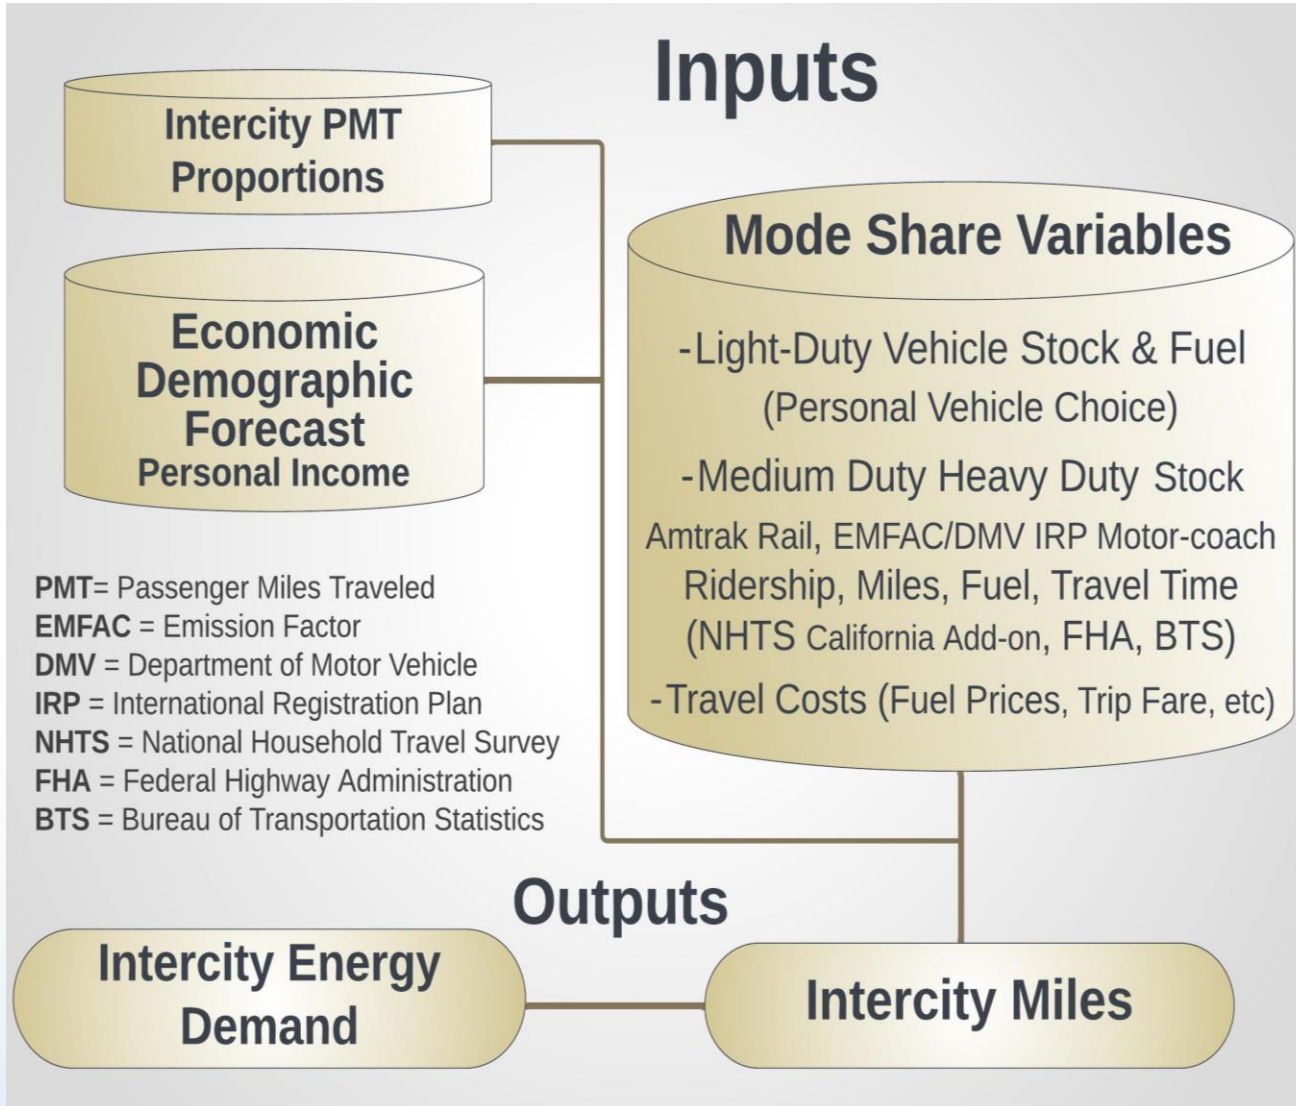 Inputs
Intercity PMT
Proportions
Economic
Demographic
Forecast
Personal Income
Mode Share Variables
-Light-Duty Vehicle Stock & Fuel
(Personal Vehicle Choice)
-Medium Duty Heavy Duty Stock
Amtrak Rail, EMFAC/DMV IRP Motor-coach
Ridership, Miles, Fuel, Travel Time
(NHTS California Add-on, FHA, BTS)
-Travel Costs (Fuel Prices, Trip Fare, etc)
PMT= Passenger Miles Traveled
EMFAC = Emission Factor
DMV = Department of Motor Vehicle
IRP = International Registration Plan
NHTS = National Household Travel Survey
FHA = Federal Highway Administration
BTS = Bureau of Transportation Statistics
Outputs
Intercity Energy
Demand
Intercity Miles